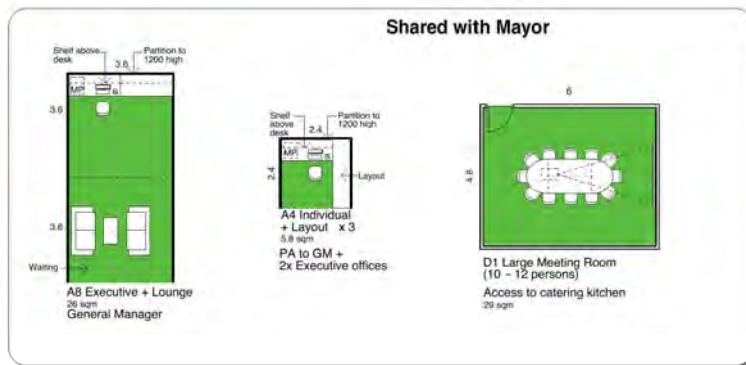 Shared with Mayor
Shelf above
desk
3.6
Partition to
1200 high
MP
3.6
3.6
Waiting
A8 Executive + Lounge
26 sqm
General Manager
Shelf
above
desk
2.4
Partition to
1200 high
MP
2.4
Layout
A4 Individual
+ Layout x 3
5.8 sqm
PA to GM +
2x Executive offices
6
4.8
D1 Large Meeting Room
(10 - 12 persons)
Access to catering kitchen
29 sqm